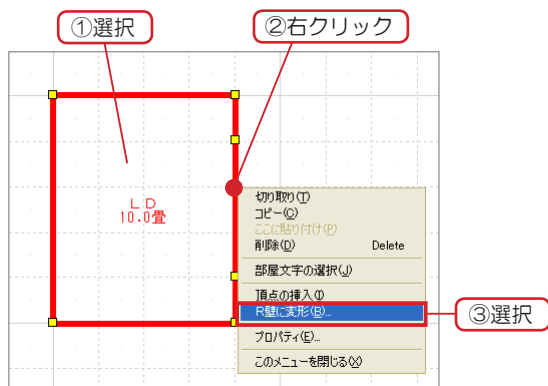 ①選択
②右クリック
LD
10.0畳
切り取り(T)
コピー(C)
ここに貼り付け(P)
削除(D) Delete
部屋文字の選択(J)
頂点の挿入(I)
R壁に変形(B)...
プロパティ(E)...
このメニューを閉じる(X)
③選択